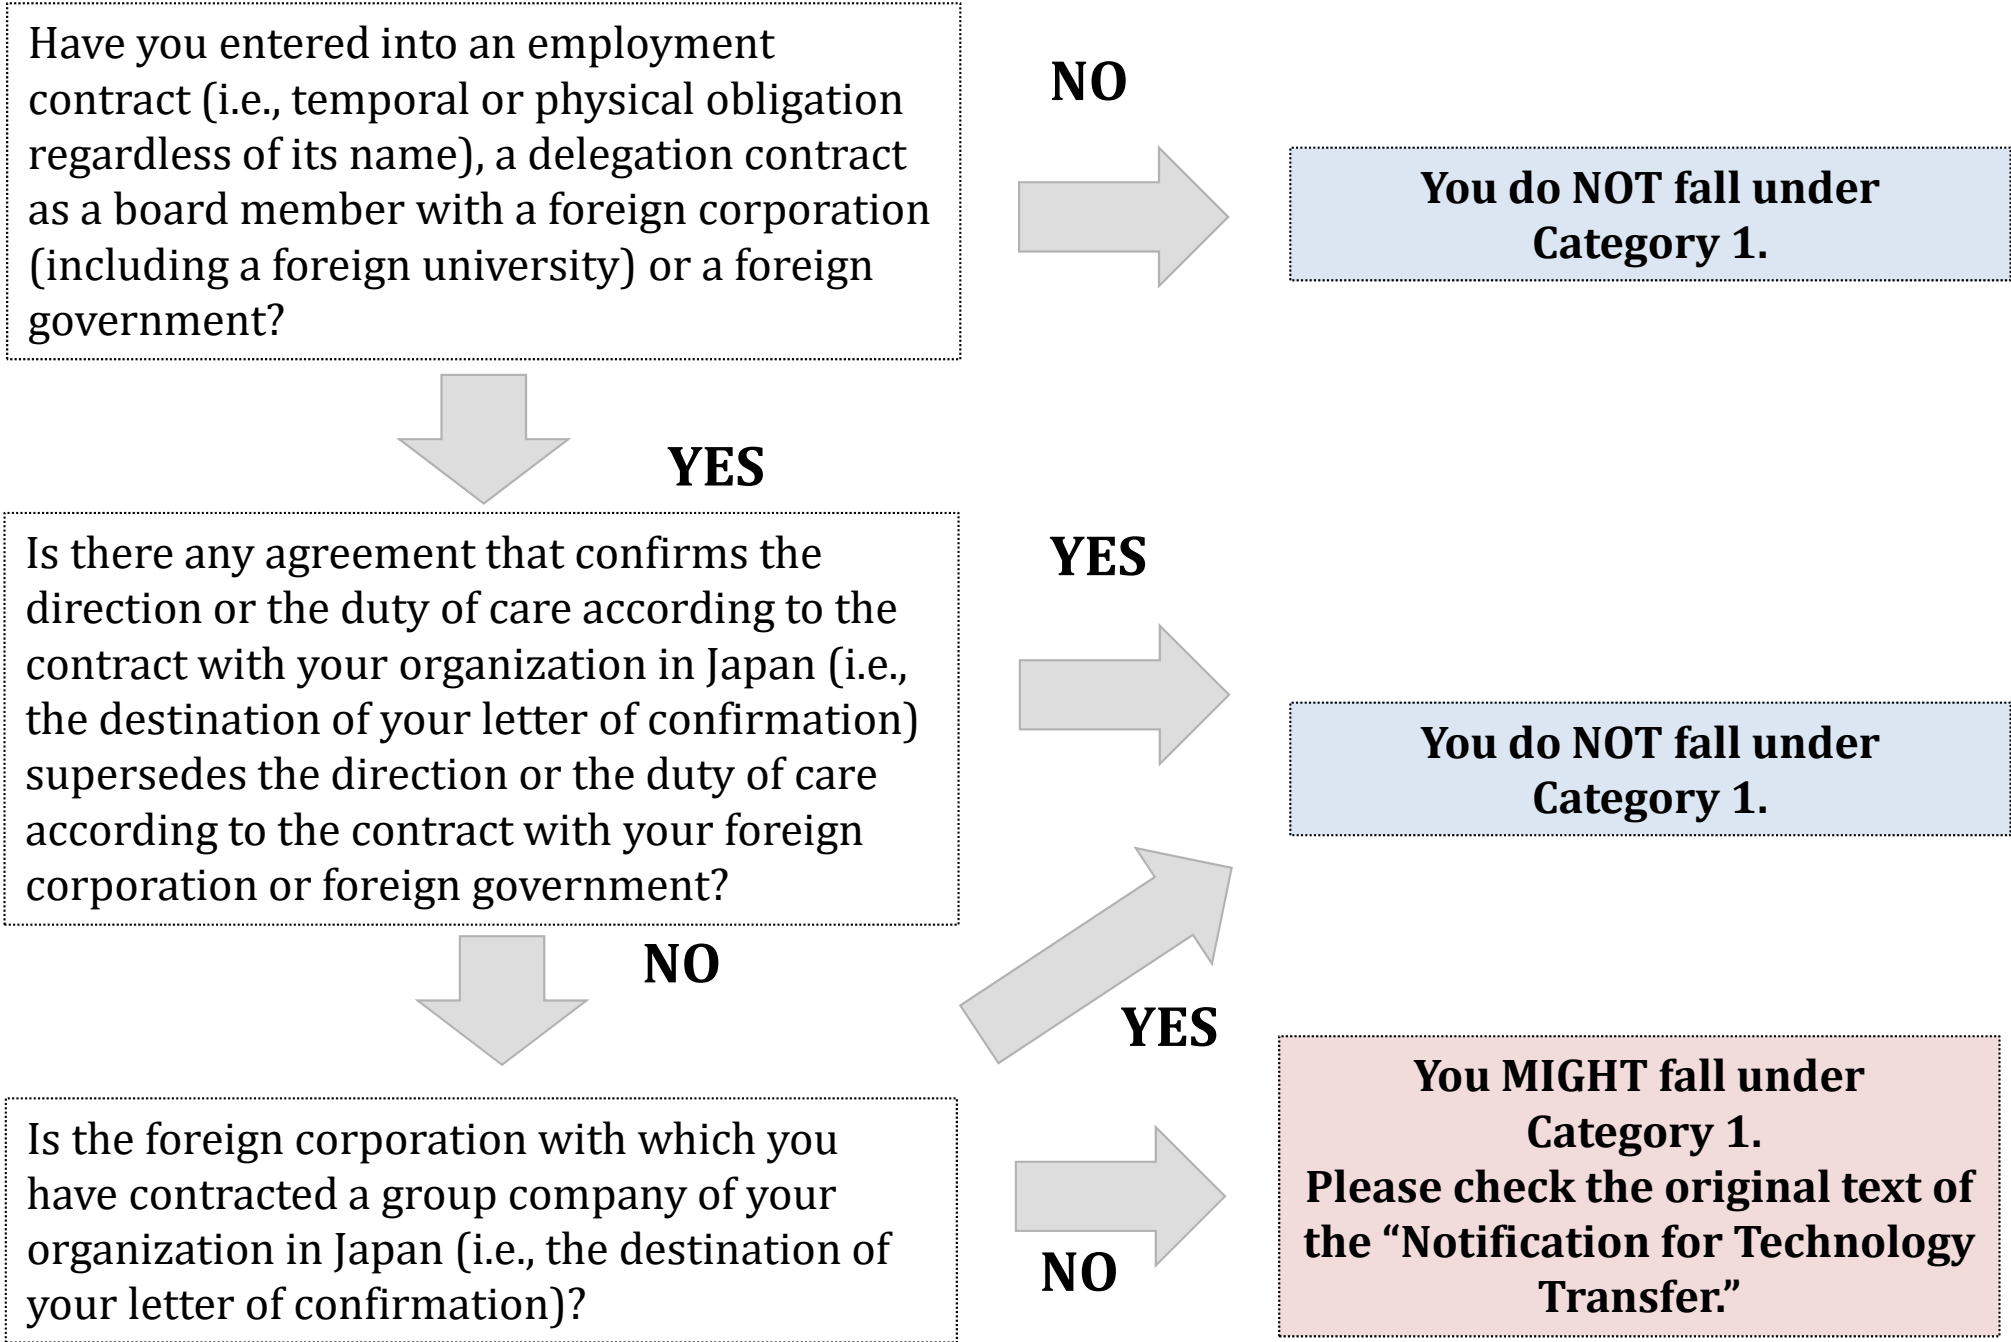 Have you entered into an employment
contract (i.e., temporal or physical obligation
regardless of its name), a delegation contract
as a board member with a foreign corporation
(including a foreign university) or a foreign
government?
NO
You do NOT fall under
Category 1.
YES
Is there any agreement that confirms the
direction or the duty of care according to the
contract with your organization in Japan (i.e.,
the destination of your letter of confirmation)
supersedes the direction or the duty of care
according to the contract with your foreign
corporation or foreign government?
YES
You do NOT fall under
Category 1.
NO
YES
Is the foreign corporation with which you
have contracted a group company of your
organization in Japan (i.e., the destination of
your letter of confirmation)?
NO
You MIGHT fall under
Category 1.
Please check the original text of
the “Notification for Technology
Transfer.”